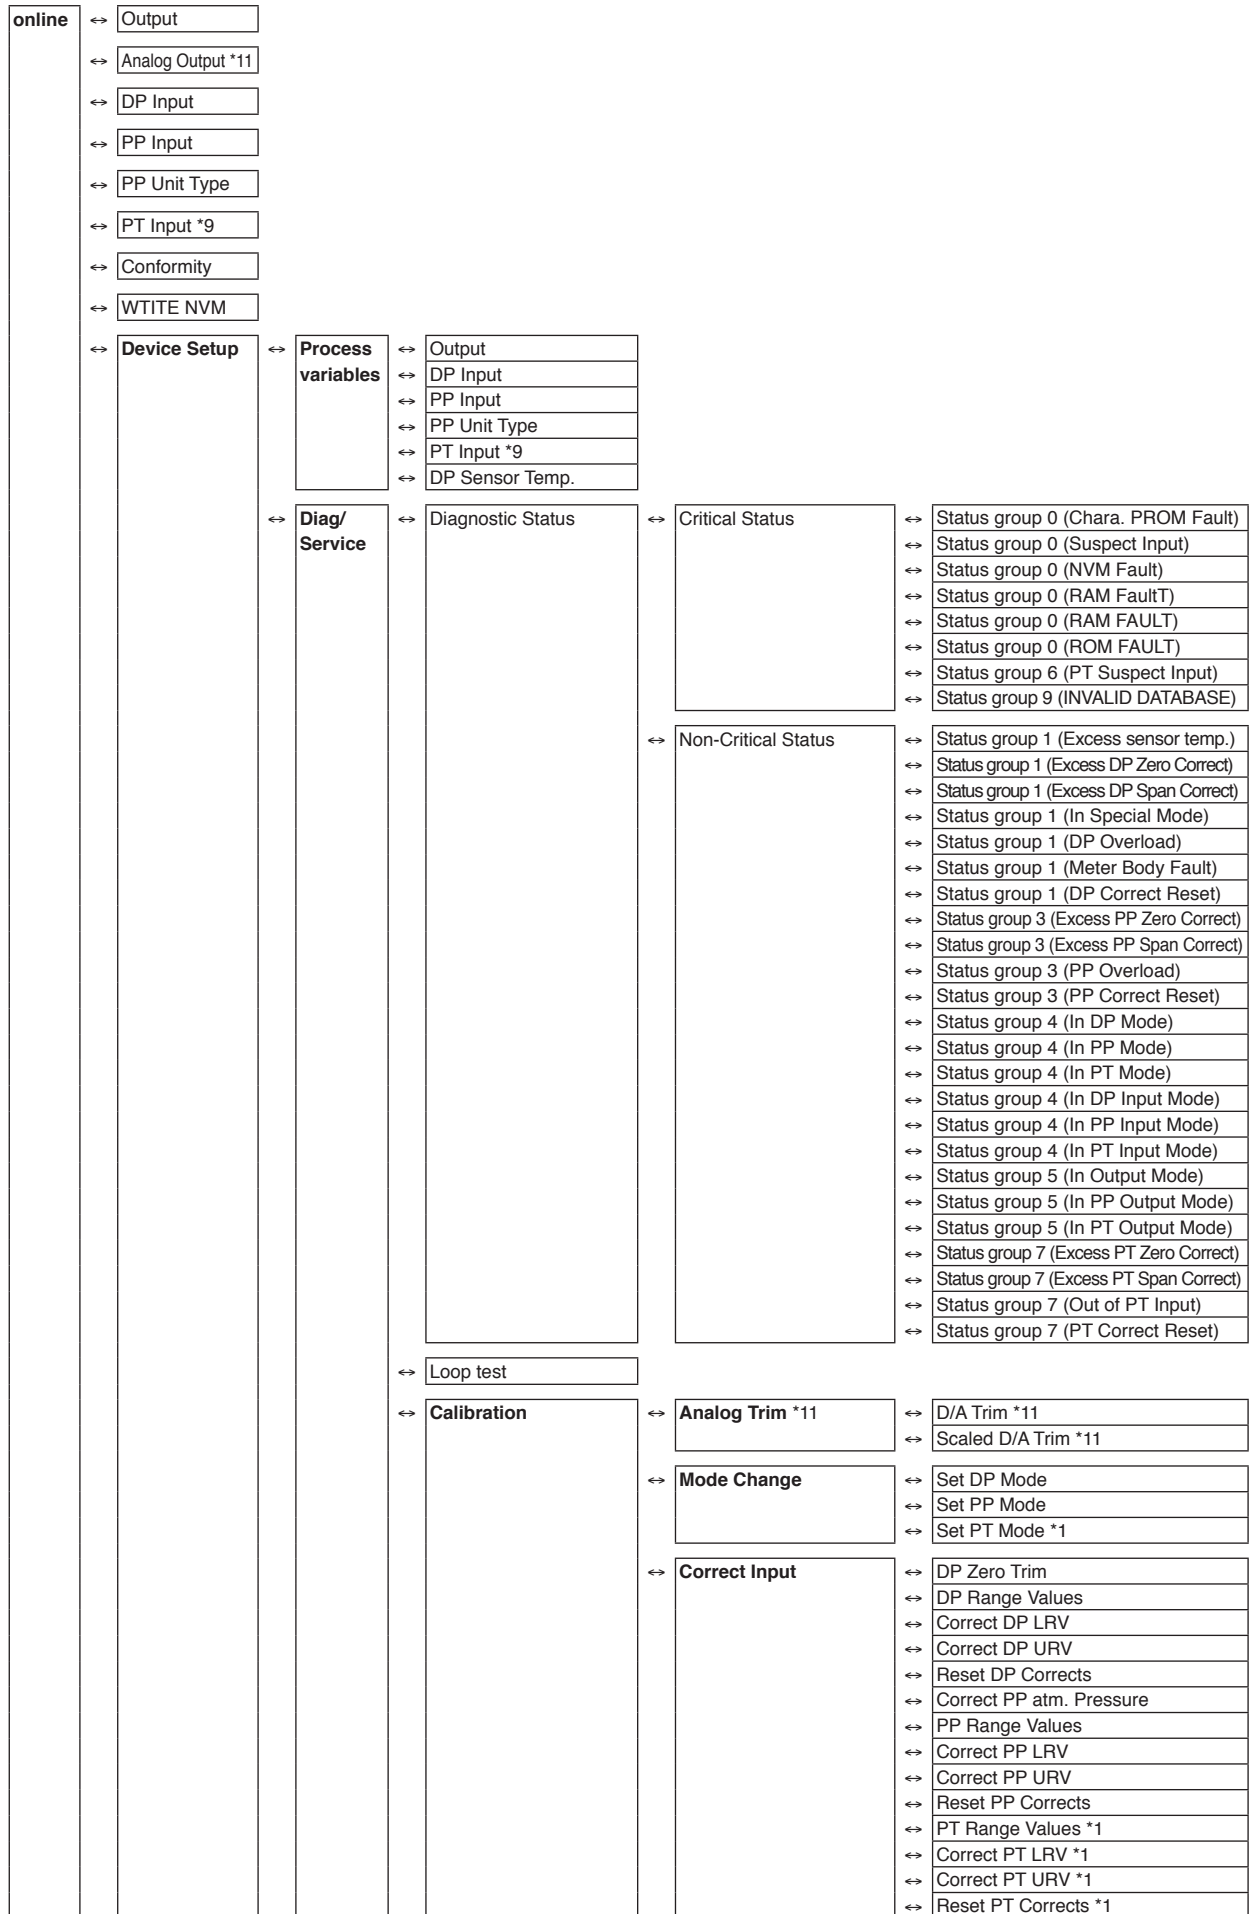 online ↔ Output
↔ Analog Output *11
↔ DP Input
↔ PP Input
↔ PP Unit Type
↔ PT Input *9
↔ Conformity
↔ WTITE NVM
↔ Device Setup ↔ Process variables ↔ Output
↔ DP Input
↔ PP Input
↔ PP Unit Type
↔ PT Input *9
↔ DP Sensor Temp.
↔ Diag/ Service ↔ Diagnostic Status ↔ Critical Status ↔ Status group 0 (Chara. PROM Fault)
↔ Status group 0 (Suspect Input)
↔ Status group 0 (NVM Fault)
↔ Status group 0 (RAM FaultT)
↔ Status group 0 (RAM FAULT)
↔ Status group 0 (ROM FAULT)
↔ Status group 6 (PT Suspect Input)
↔ Status group 9 (INVALID DATABASE)
↔ Non-Critical Status ↔ Status group 1 (Excess sensor temp.)
↔ Status group 1 (Excess DP Zero Correct)
↔ Status group 1 (Excess DP Span Correct)
↔ Status group 1 (In Special Mode)
↔ Status group 1 (DP Overload)
↔ Status group 1 (Meter Body Fault)
↔ Status group 1 (DP Correct Reset)
↔ Status group 3 (Excess PP Zero Correct)
↔ Status group 3 (Excess PP Span Correct)
↔ Status group 3 (PP Overload)
↔ Status group 3 (PP Correct Reset)
↔ Status group 4 (In DP Mode)
↔ Status group 4 (In PP Mode)
↔ Status group 4 (In PT Mode)
↔ Status group 4 (In DP Input Mode)
↔ Status group 4 (In PP Input Mode)
↔ Status group 4 (In PT Input Mode)
↔ Status group 5 (In Output Mode)
↔ Status group 5 (In PP Output Mode)
↔ Status group 5 (In PT Output Mode)
↔ Status group 7 (Excess PT Zero Correct)
↔ Status group 7 (Excess PT Span Correct)
↔ Status group 7 (Out of PT Input)
↔ Status group 7 (PT Correct Reset)
↔ Loop test
↔ Calibration ↔ Analog Trim *11 ↔ D/A Trim *11
↔ Scaled D/A Trim *11
↔ Mode Change ↔ Set DP Mode
↔ Set PP Mode
↔ Set PT Mode *1
↔ Correct Input ↔ DP Zero Trim
↔ DP Range Values
↔ Correct DP LRV
↔ Correct DP URV
↔ Reset DP Corrects
↔ Correct PP atm. Pressure
↔ PP Range Values
↔ Correct PP LRV
↔ Correct PP URV
↔ Reset PP Corrects
↔ PT Range Values *1
↔ Correct PT LRV *1
↔ Correct PT URV *1
↔ Reset PT Corrects *1